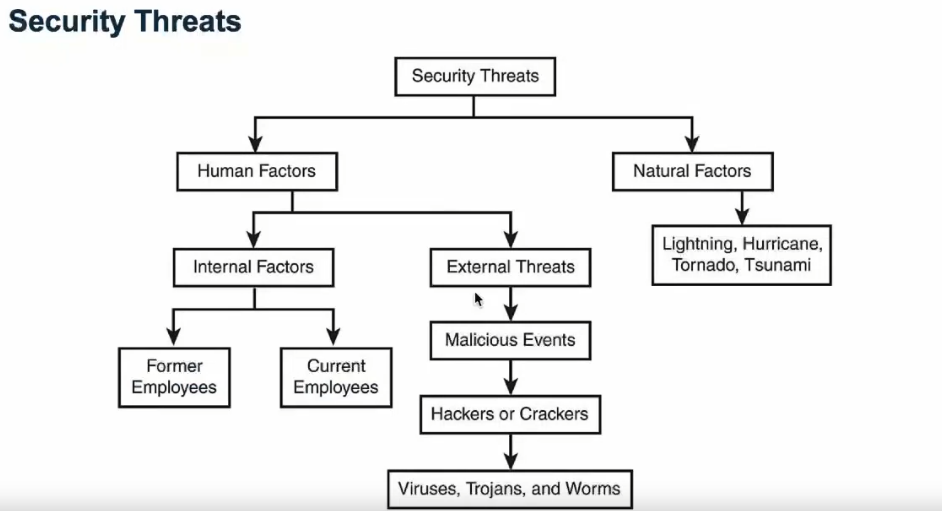 Security Threats
Security Threats
Human Factors
Natural Factors
Lightning, Hurricane,
Tornado, Tsunami
Internal Factors
External Threats
Malicious Events
Former
Employees
Current
Employees
Hackers or Crackers
Viruses, Trojans, and Worms